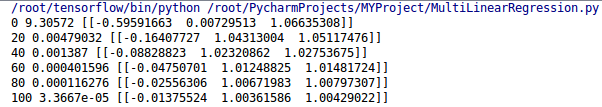 /root/tensorflow/bin/python /root/PycharmProjects/MYProject/MultiLinearRegression.py
0 9.30572 [[-0.59591663  0.00729513  1.06635308]]
20 0.00479032 [[-0.16407727  1.04313004  1.05117476]]
40 0.001387 [[-0.08828823  1.02320862  1.02753675]]
60 0.000401596 [[-0.04750701  1.01248825  1.01481724]]
80 0.000116276 [[-0.02556306  1.00671983  1.00797307]]
100 3.3667e-05 [[-0.01375524  1.00361586  1.00429022]]